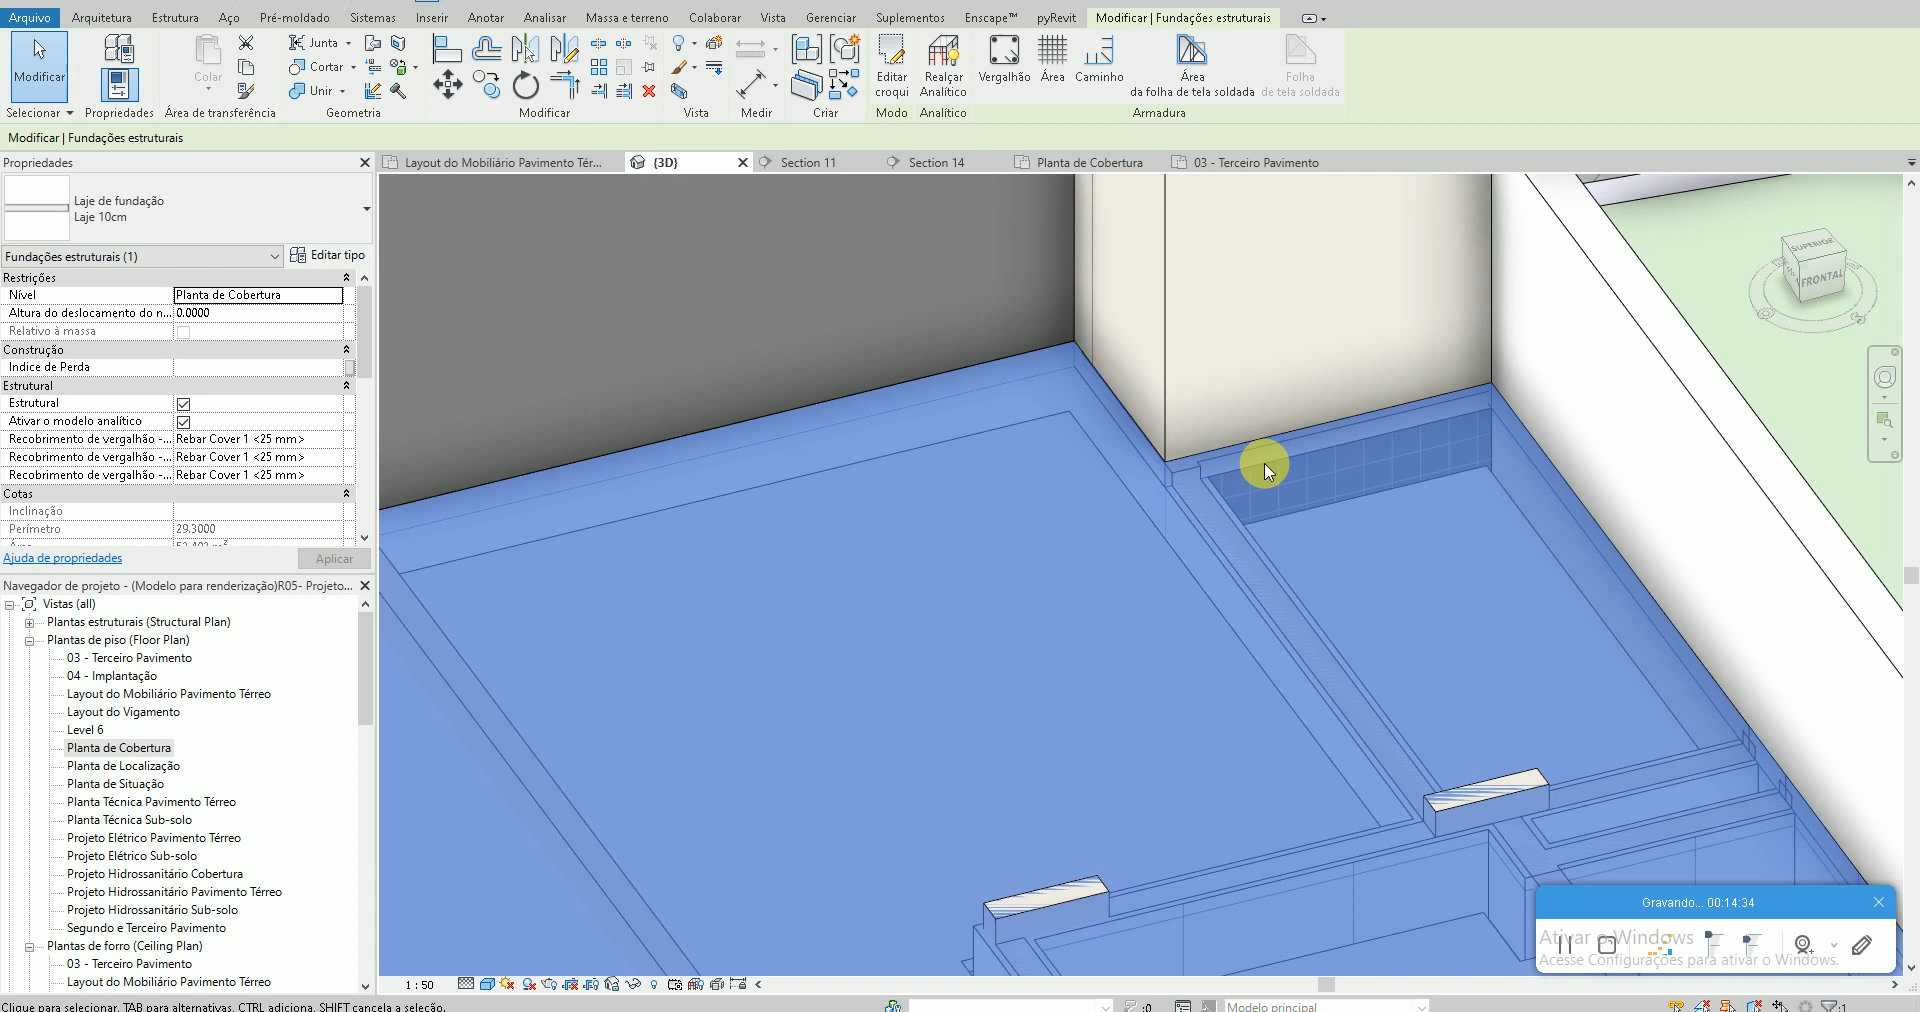 Arquivo Arquitetura Estrutura Aço Pré-moldado Sistemas Inserir Anotar Analisar Massa e terreno Colaborar Vista Gerenciar Suplementos Enscape™ pyRevit Modificar | Fundações estruturais
Modificar Colar Junta Cortar Unir Editar croqui Realçar Analítico Vergalhão Área Caminho Área da folha de tela soldada Folha de tela soldada
Selecionar Propriedades Área de transferência Geometria Modificar Vista Medir Criar Modo Analítico Armadura
Modificar | Fundações estruturais
Propriedades
Layout do Mobiliário Pavimento Tér... {3D} Section 11 Section 14 Planta de Cobertura 03 - Terceiro Pavimento
Laje de fundação
Laje 10cm
Fundações estruturais (1) Editar tipo
Restrições
Nível Planta de Cobertura
Altura do deslocamento do n... 0.0000
Relativo à massa
Construção
Indice de Perda
Estrutural
Estrutural
Ativar o modelo analítico
Recobrimento de vergalhão -... Rebar Cover 1 <25 mm>
Recobrimento de vergalhão -... Rebar Cover 1 <25 mm>
Recobrimento de vergalhão -... Rebar Cover 1 <25 mm>
Cotas
Inclinação
Perímetro 29.3000
Ajuda de propriedades Aplicar
Navegador de projeto - (Modelo para renderização)R05- Projeto...
Vistas (all)
Plantas estruturais (Structural Plan)
Plantas de piso (Floor Plan)
03 - Terceiro Pavimento
04 - Implantação
Layout do Mobiliário Pavimento Térreo
Layout do Vigamento
Level 6
Planta de Cobertura
Planta de Localização
Planta de Situação
Planta Técnica Pavimento Térreo
Planta Técnica Sub-solo
Projeto Elétrico Pavimento Térreo
Projeto Elétrico Sub-solo
Projeto Hidrossanitário Cobertura
Projeto Hidrossanitário Pavimento Térreo
Projeto Hidrossanitário Sub-solo
Segundo e Terceiro Pavimento
Plantas de forro (Ceiling Plan)
03 - Terceiro Pavimento
Layout do Mobiliário Pavimento Térreo
SUPERIOR
FRONTAL
Gravando... 00:14:34
Ativar o Windows
Acesse Configurações para ativar o Windows.
1 : 50
Clique para selecionar, TAB para alternativas, CTRL adiciona, SHIFT cancela a seleção.
:0 Modelo principal :1